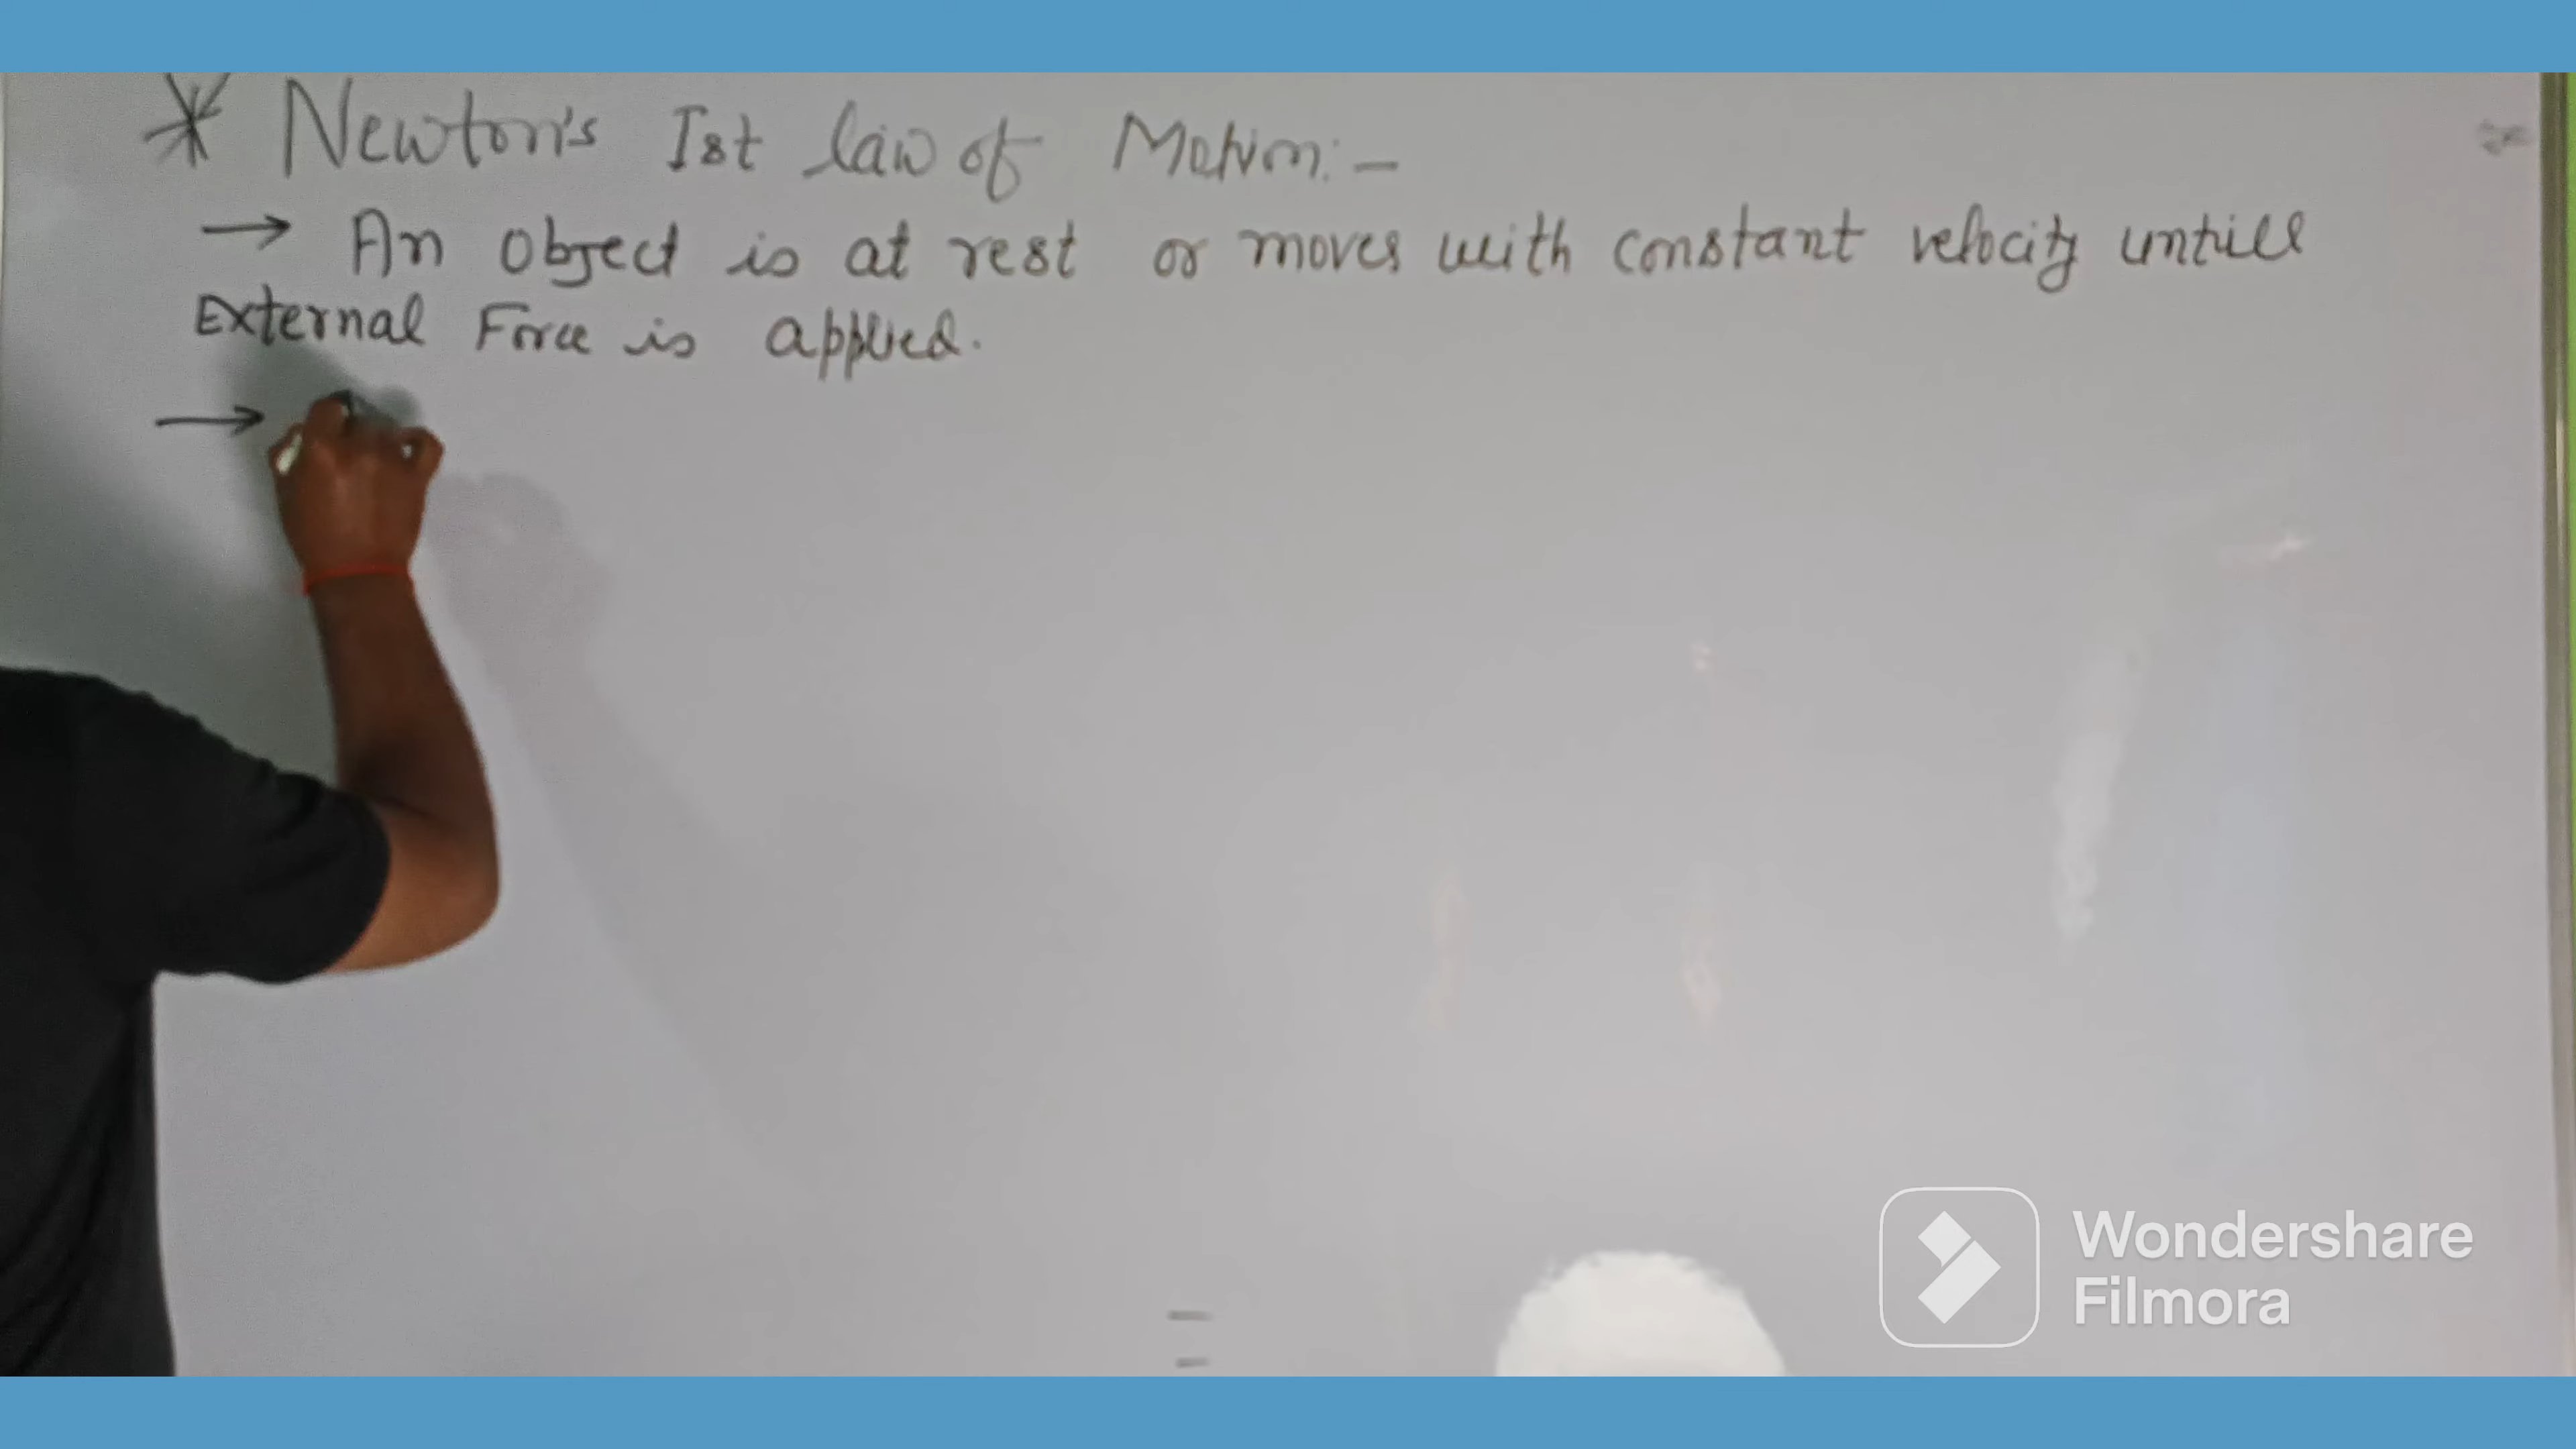 * Newton's Ist law of Motion:-
→ An Object is at rest or moves with constant velocity untill
External Force is applied.
→
Wondershare
Filmora